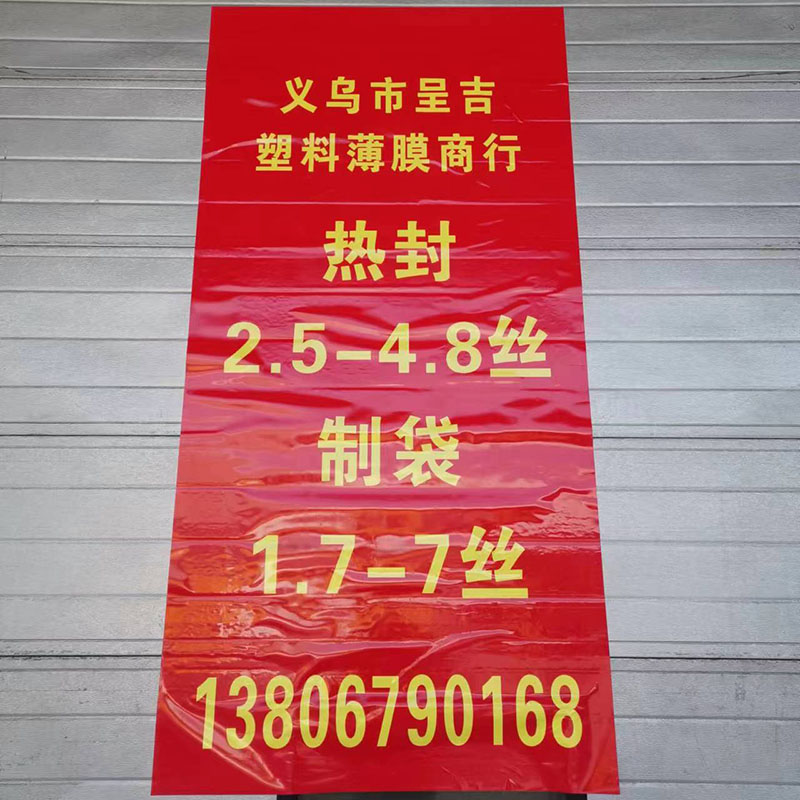 义乌市呈吉
塑料薄膜商行
热封
2.5-4.8丝
制袋
1.7-7丝
13806790168